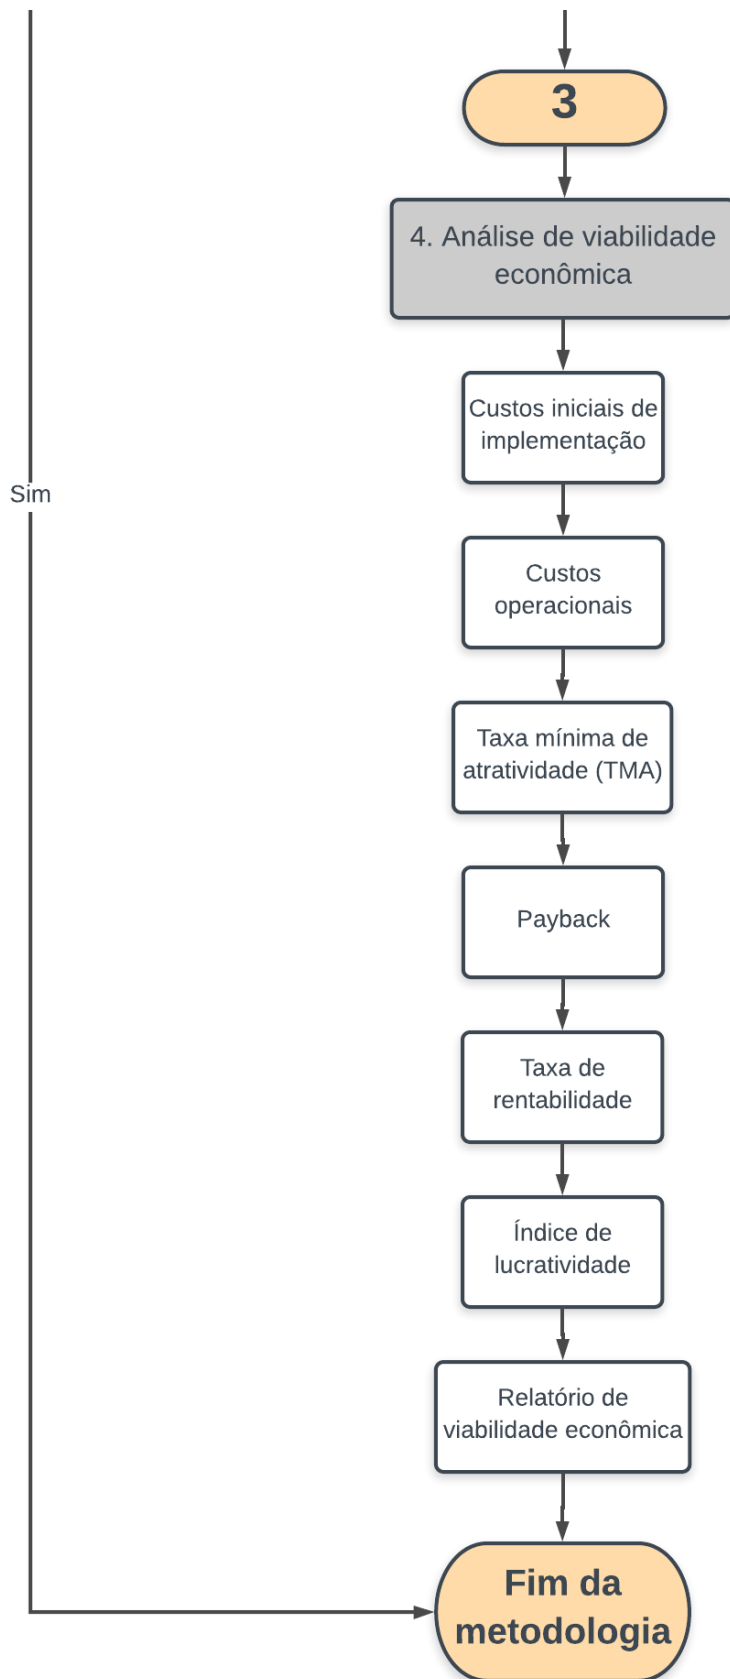 3
4. Análise de viabilidade
econômica
Custos iniciais de
implementação
Sim
Custos
operacionais
Taxa mínima de
atratividade (TMA)
Payback
Taxa de
rentabilidade
Índice de
lucratividade
Relatório de
viabilidade econômica
Fim da
metodologia